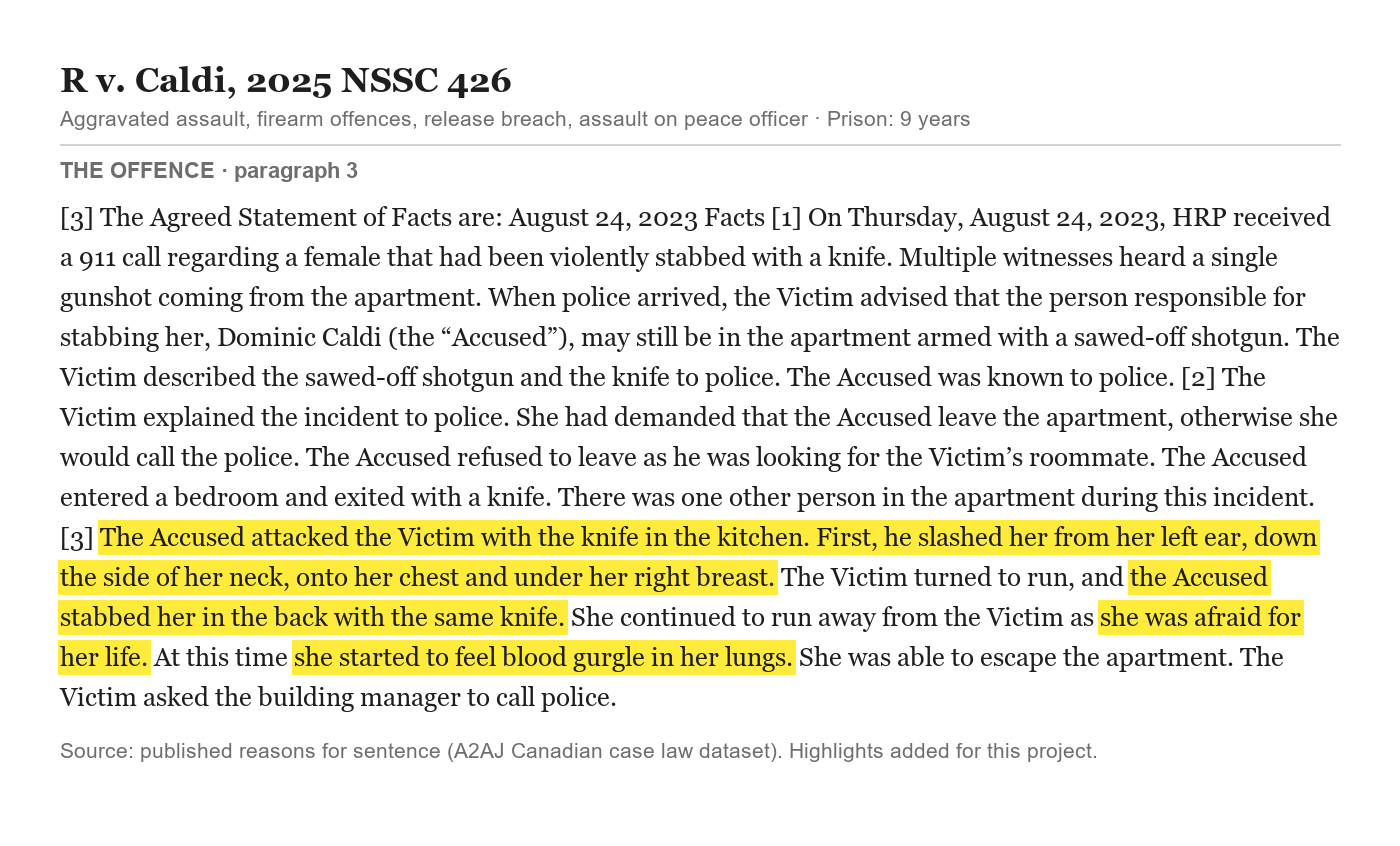 R v. Caldi, 2025 NSSC 426
Aggravated assault, firearm offences, release breach, assault on peace officer · Prison: 9 years
THE OFFENCE · paragraph 3
[3] The Agreed Statement of Facts are: August 24, 2023 Facts [1] On Thursday, August 24, 2023, HRP received
a 911 call regarding a female that had been violently stabbed with a knife. Multiple witnesses heard a single
gunshot coming from the apartment. When police arrived, the Victim advised that the person responsible for
stabbing her, Dominic Caldi (the “Accused”), may still be in the apartment armed with a sawed-off shotgun. The
Victim described the sawed-off shotgun and the knife to police. The Accused was known to police. [2] The
Victim explained the incident to police. She had demanded that the Accused leave the apartment, otherwise she
would call the police. The Accused refused to leave as he was looking for the Victim’s roommate. The Accused
entered a bedroom and exited with a knife. There was one other person in the apartment during this incident.
[3] The Accused attacked the Victim with the knife in the kitchen. First, he slashed her from her left ear, down
the side of her neck, onto her chest and under her right breast. The Victim turned to run, and the Accused
stabbed her in the back with the same knife. She continued to run away from the Victim as she was afraid for
her life. At this time she started to feel blood gurgle in her lungs. She was able to escape the apartment. The
Victim asked the building manager to call police.
Source: published reasons for sentence (A2AJ Canadian case law dataset). Highlights added for this project.